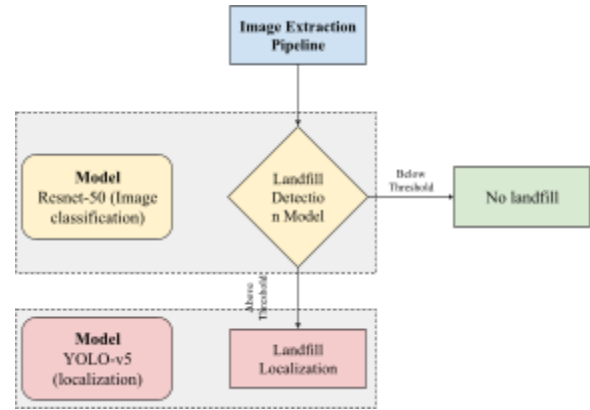 Image Extraction
Pipeline
Model
Resnet-50 (Image
classification)
Landfill
Detectio
n Model
Below
Threshold
No landfill
Above
Threshold
Model
YOLO-v5
(localization)
Landfill
Localization